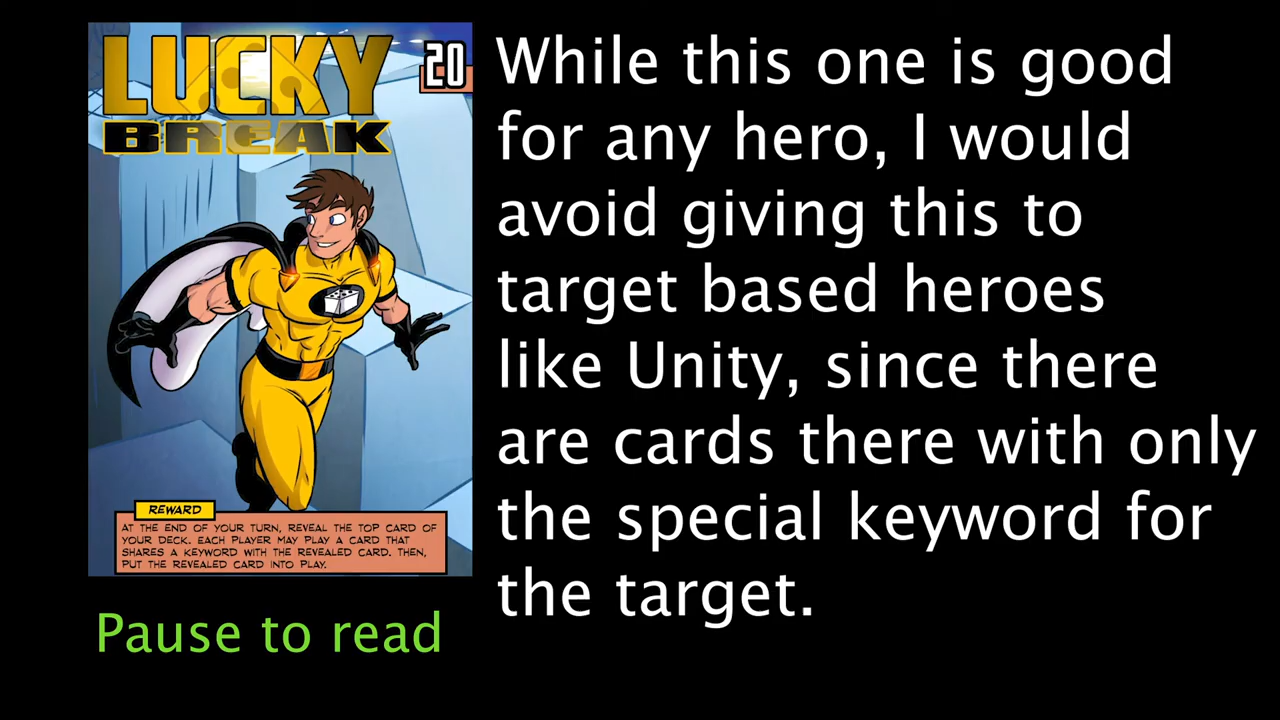 LUCKY
BREAK
20
REWARD
AT THE END OF YOUR TURN, REVEAL THE TOP CARD OF
YOUR DECK. EACH PLAYER MAY PLAY A CARD THAT
SHARES A KEYWORD WITH THE REVEALED CARD. THEN,
PUT THE REVEALED CARD INTO PLAY.
Pause to read
While this one is good
for any hero, I would
avoid giving this to
target based heroes
like Unity, since there
are cards there with only
the special keyword for
the target.